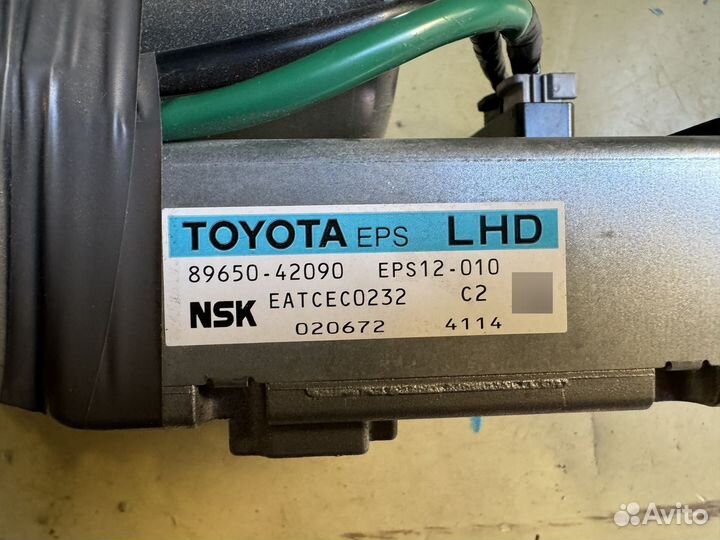 TOYOTA EPS LHD
89650-42090 EPS12-010
NSK EATCEC0232 C2
020672 4114
Avito